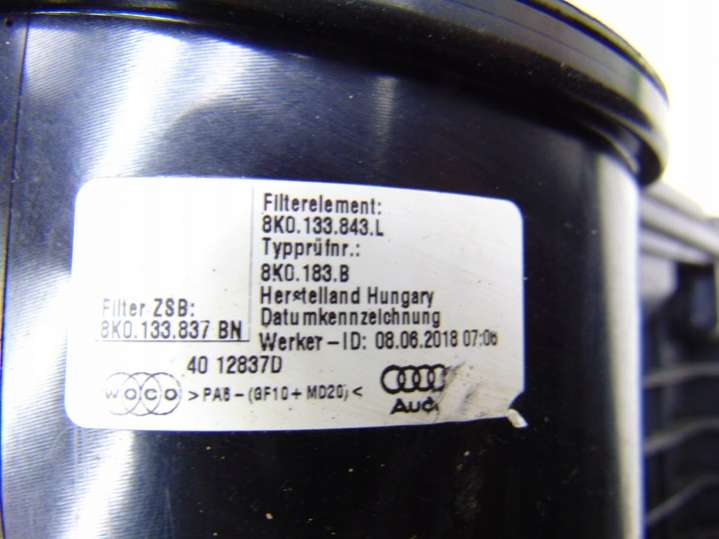 Filterelement:
8K0.133.843.L
Typprüfnr.:
8K0.183.B
Herstelland Hungary
Datumkennzeichnung
Werker-ID: 08.06.2018 07:06
Filter ZSB:
8K0.133.837 BN
40 12837D
WOCO >PA6-(GF10+MD20)<
Audi